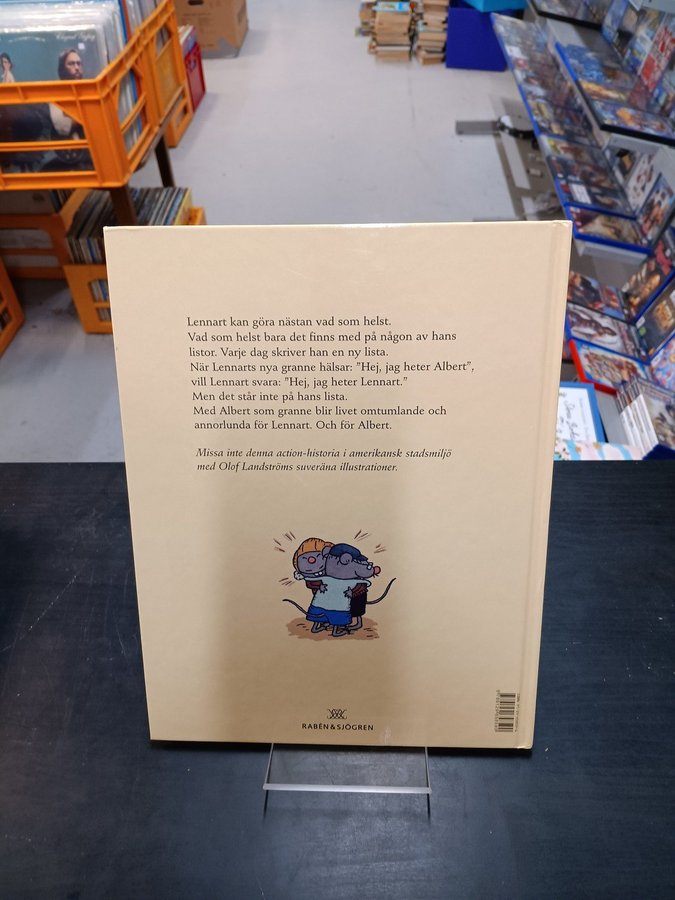 Lennart kan göra nästan vad som helst.
Vad som helst bara det finns med på någon av hans
listor. Varje dag skriver han en ny lista.
När Lennarts nya granne hälsar: ”Hej, jag heter Albert”,
vill Lennart svara: ”Hej, jag heter Lennart.”
Men det står inte på hans lista.
Med Albert som granne blir livet omtumlande och
annorlunda för Lennart. Och för Albert.
Missa inte denna action-historia i amerikansk stadsmiljö
med Olof Landströms suveräna illustrationer.
RABÉN & SJÖGREN